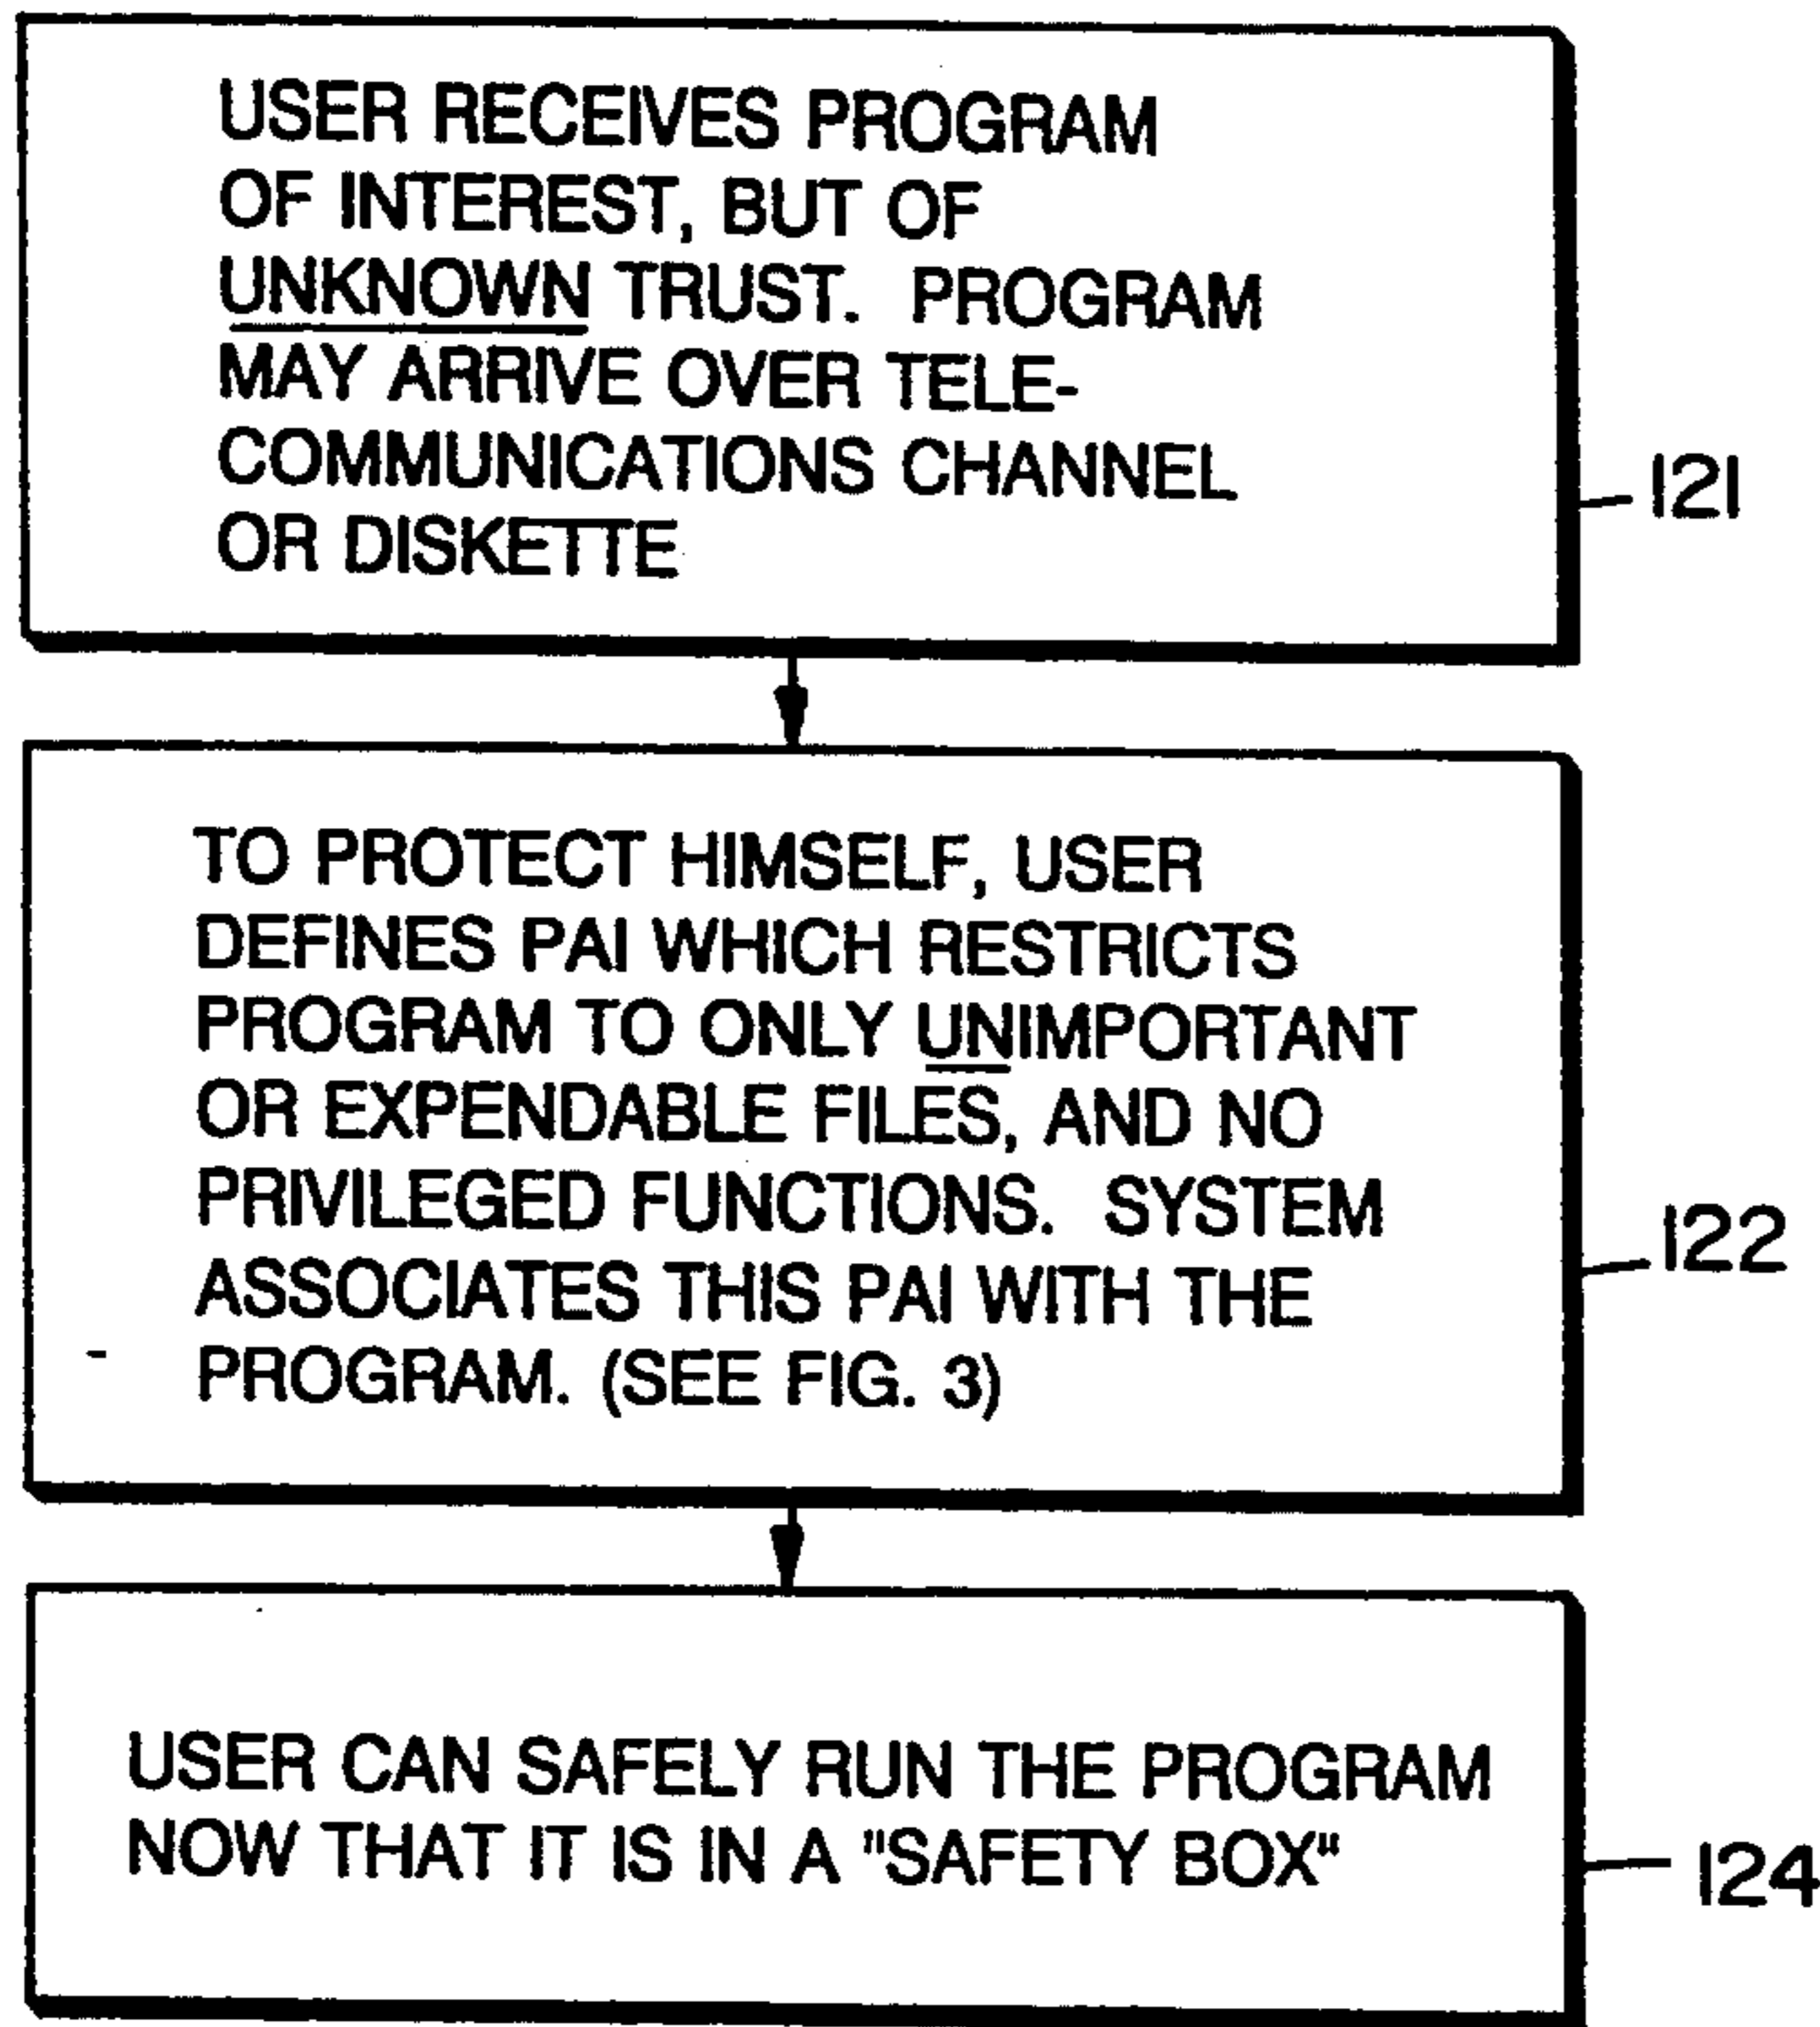 USER RECEIVES PROGRAM
OF INTEREST, BUT OF
UNKNOWN TRUST. PROGRAM
MAY ARRIVE OVER TELE-
COMMUNICATIONS CHANNEL
OR DISKETTE
121
TO PROTECT HIMSELF, USER
DEFINES PAI WHICH RESTRICTS
PROGRAM TO ONLY UNIMPORTANT
OR EXPENDABLE FILES, AND NO
PRIVILEGED FUNCTIONS. SYSTEM
ASSOCIATES THIS PAI WITH THE
PROGRAM. (SEE FIG. 3)
122
USER CAN SAFELY RUN THE PROGRAM
NOW THAT IT IS IN A "SAFETY BOX"
124